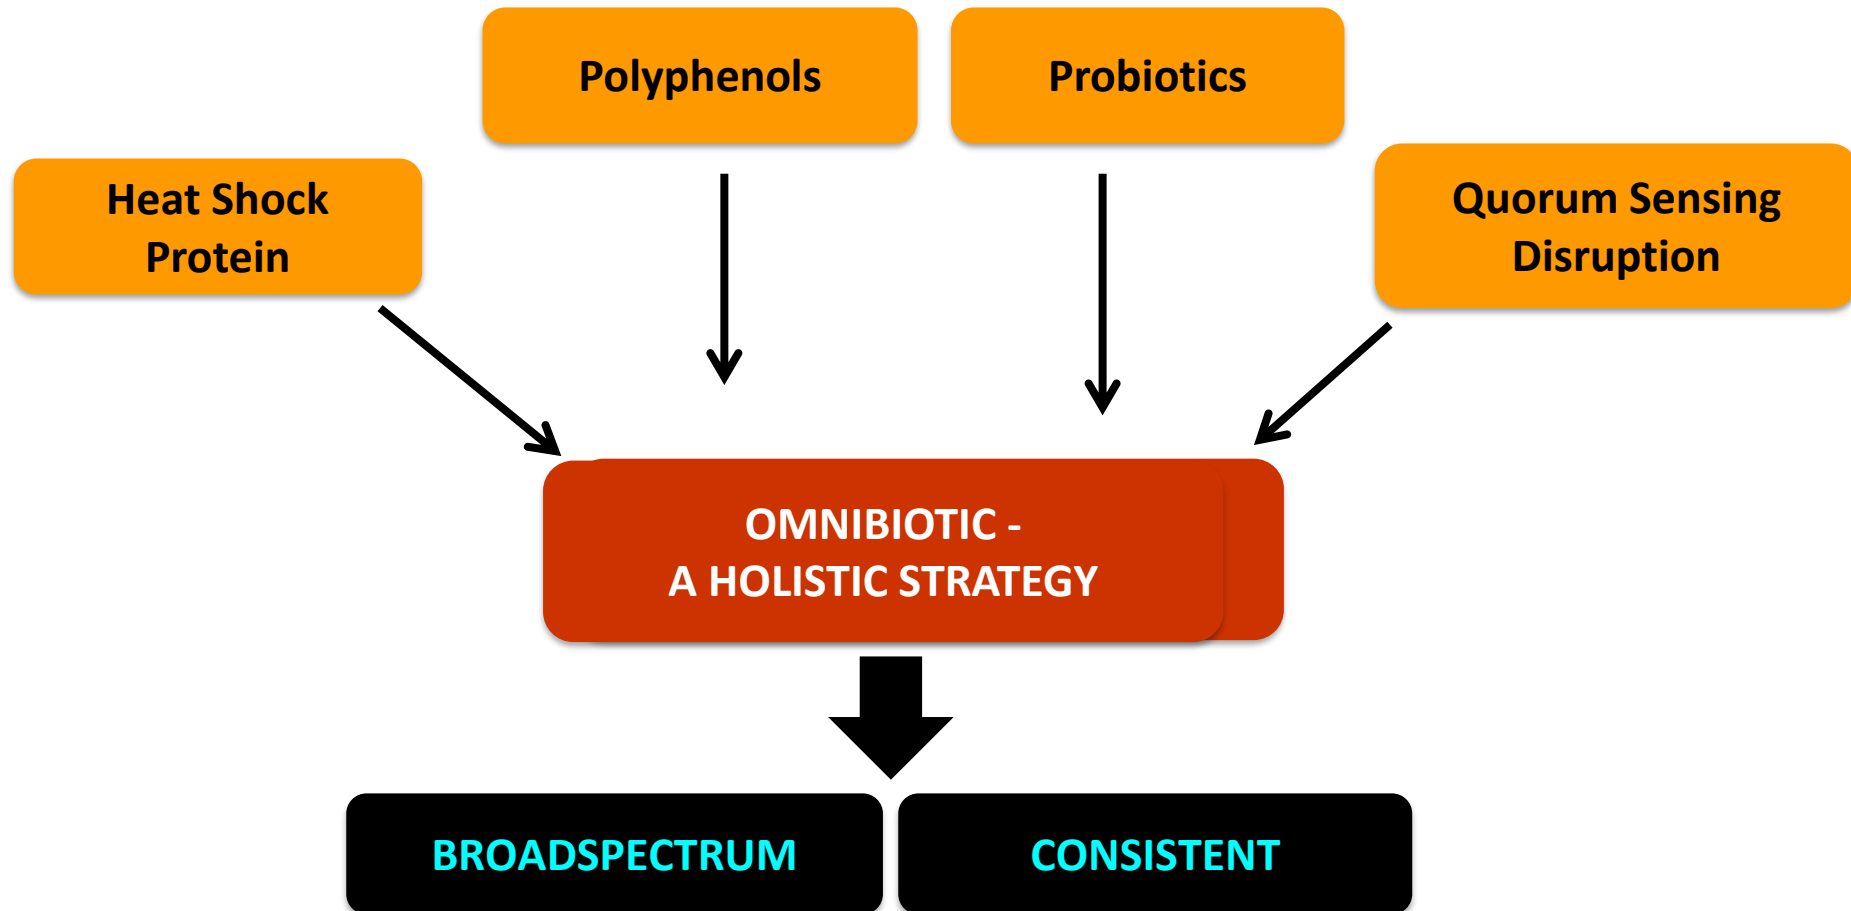 Polyphenols
Probiotics
Heat Shock
Protein
Quorum Sensing
Disruption
OMNIBIOTIC -
A HOLISTIC STRATEGY
BROADSPECTRUM
CONSISTENT